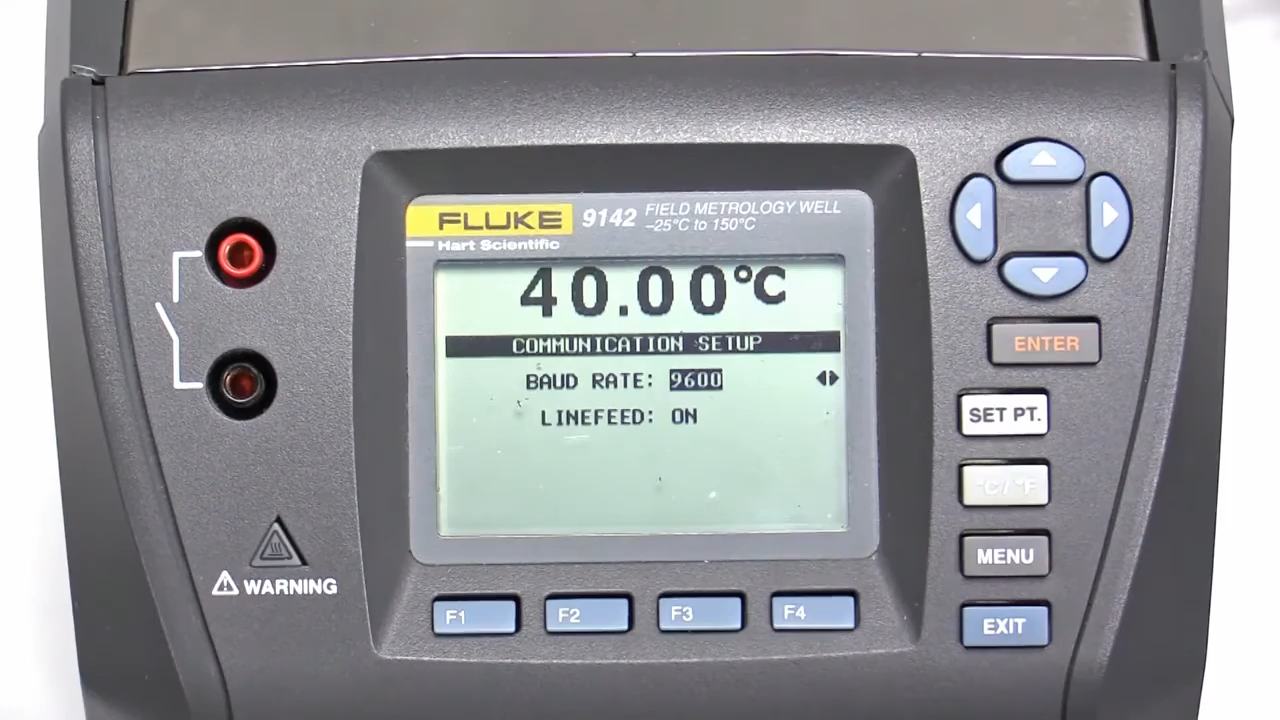 FLUKE 9142 FIELD METROLOGY WELL
–25°C to 150°C
Hart Scientific
40.00°C
COMMUNICATION SETUP
BAUD RATE: 9600
LINEFEED: ON
WARNING
F1 F2 F3 F4
ENTER
SET PT.
°C/°F
MENU
EXIT